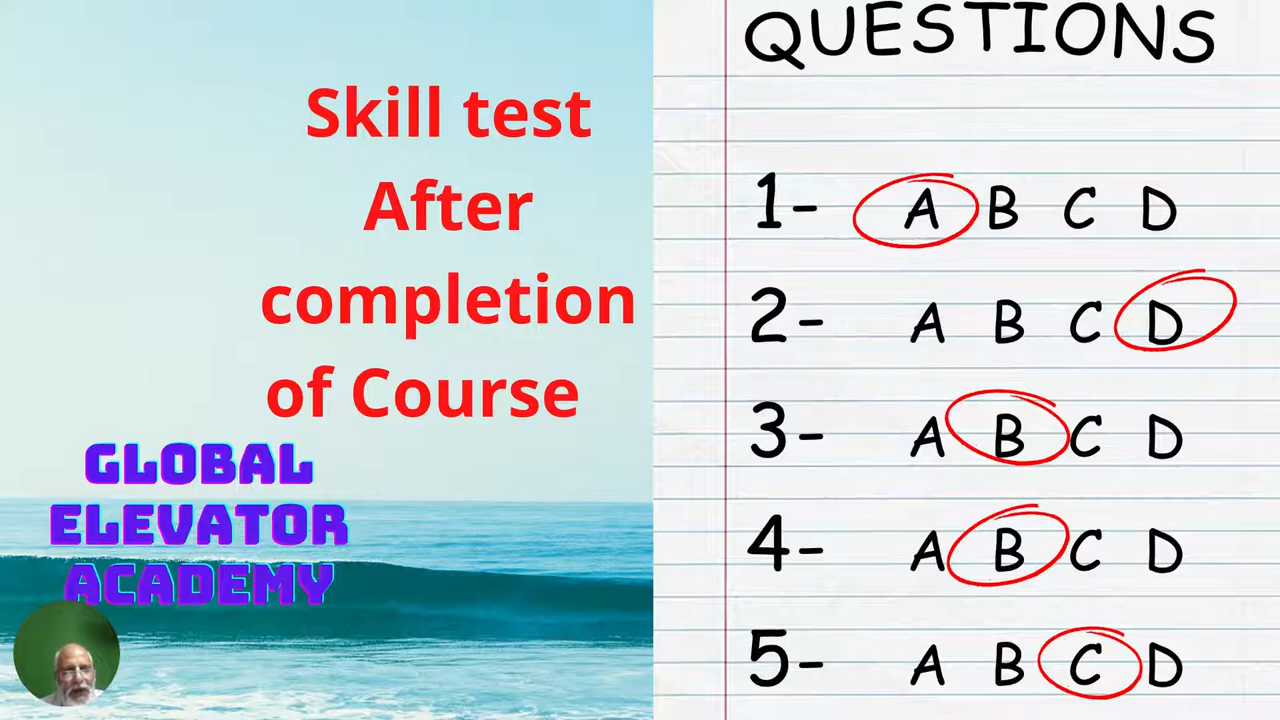 Skill test
After
completion
of Course
GLOBAL
ELEVATOR
ACADEMY
QUESTIONS
1- A B C D
2- A B C D
3- A B C D
4- A B C D
5- A B C D